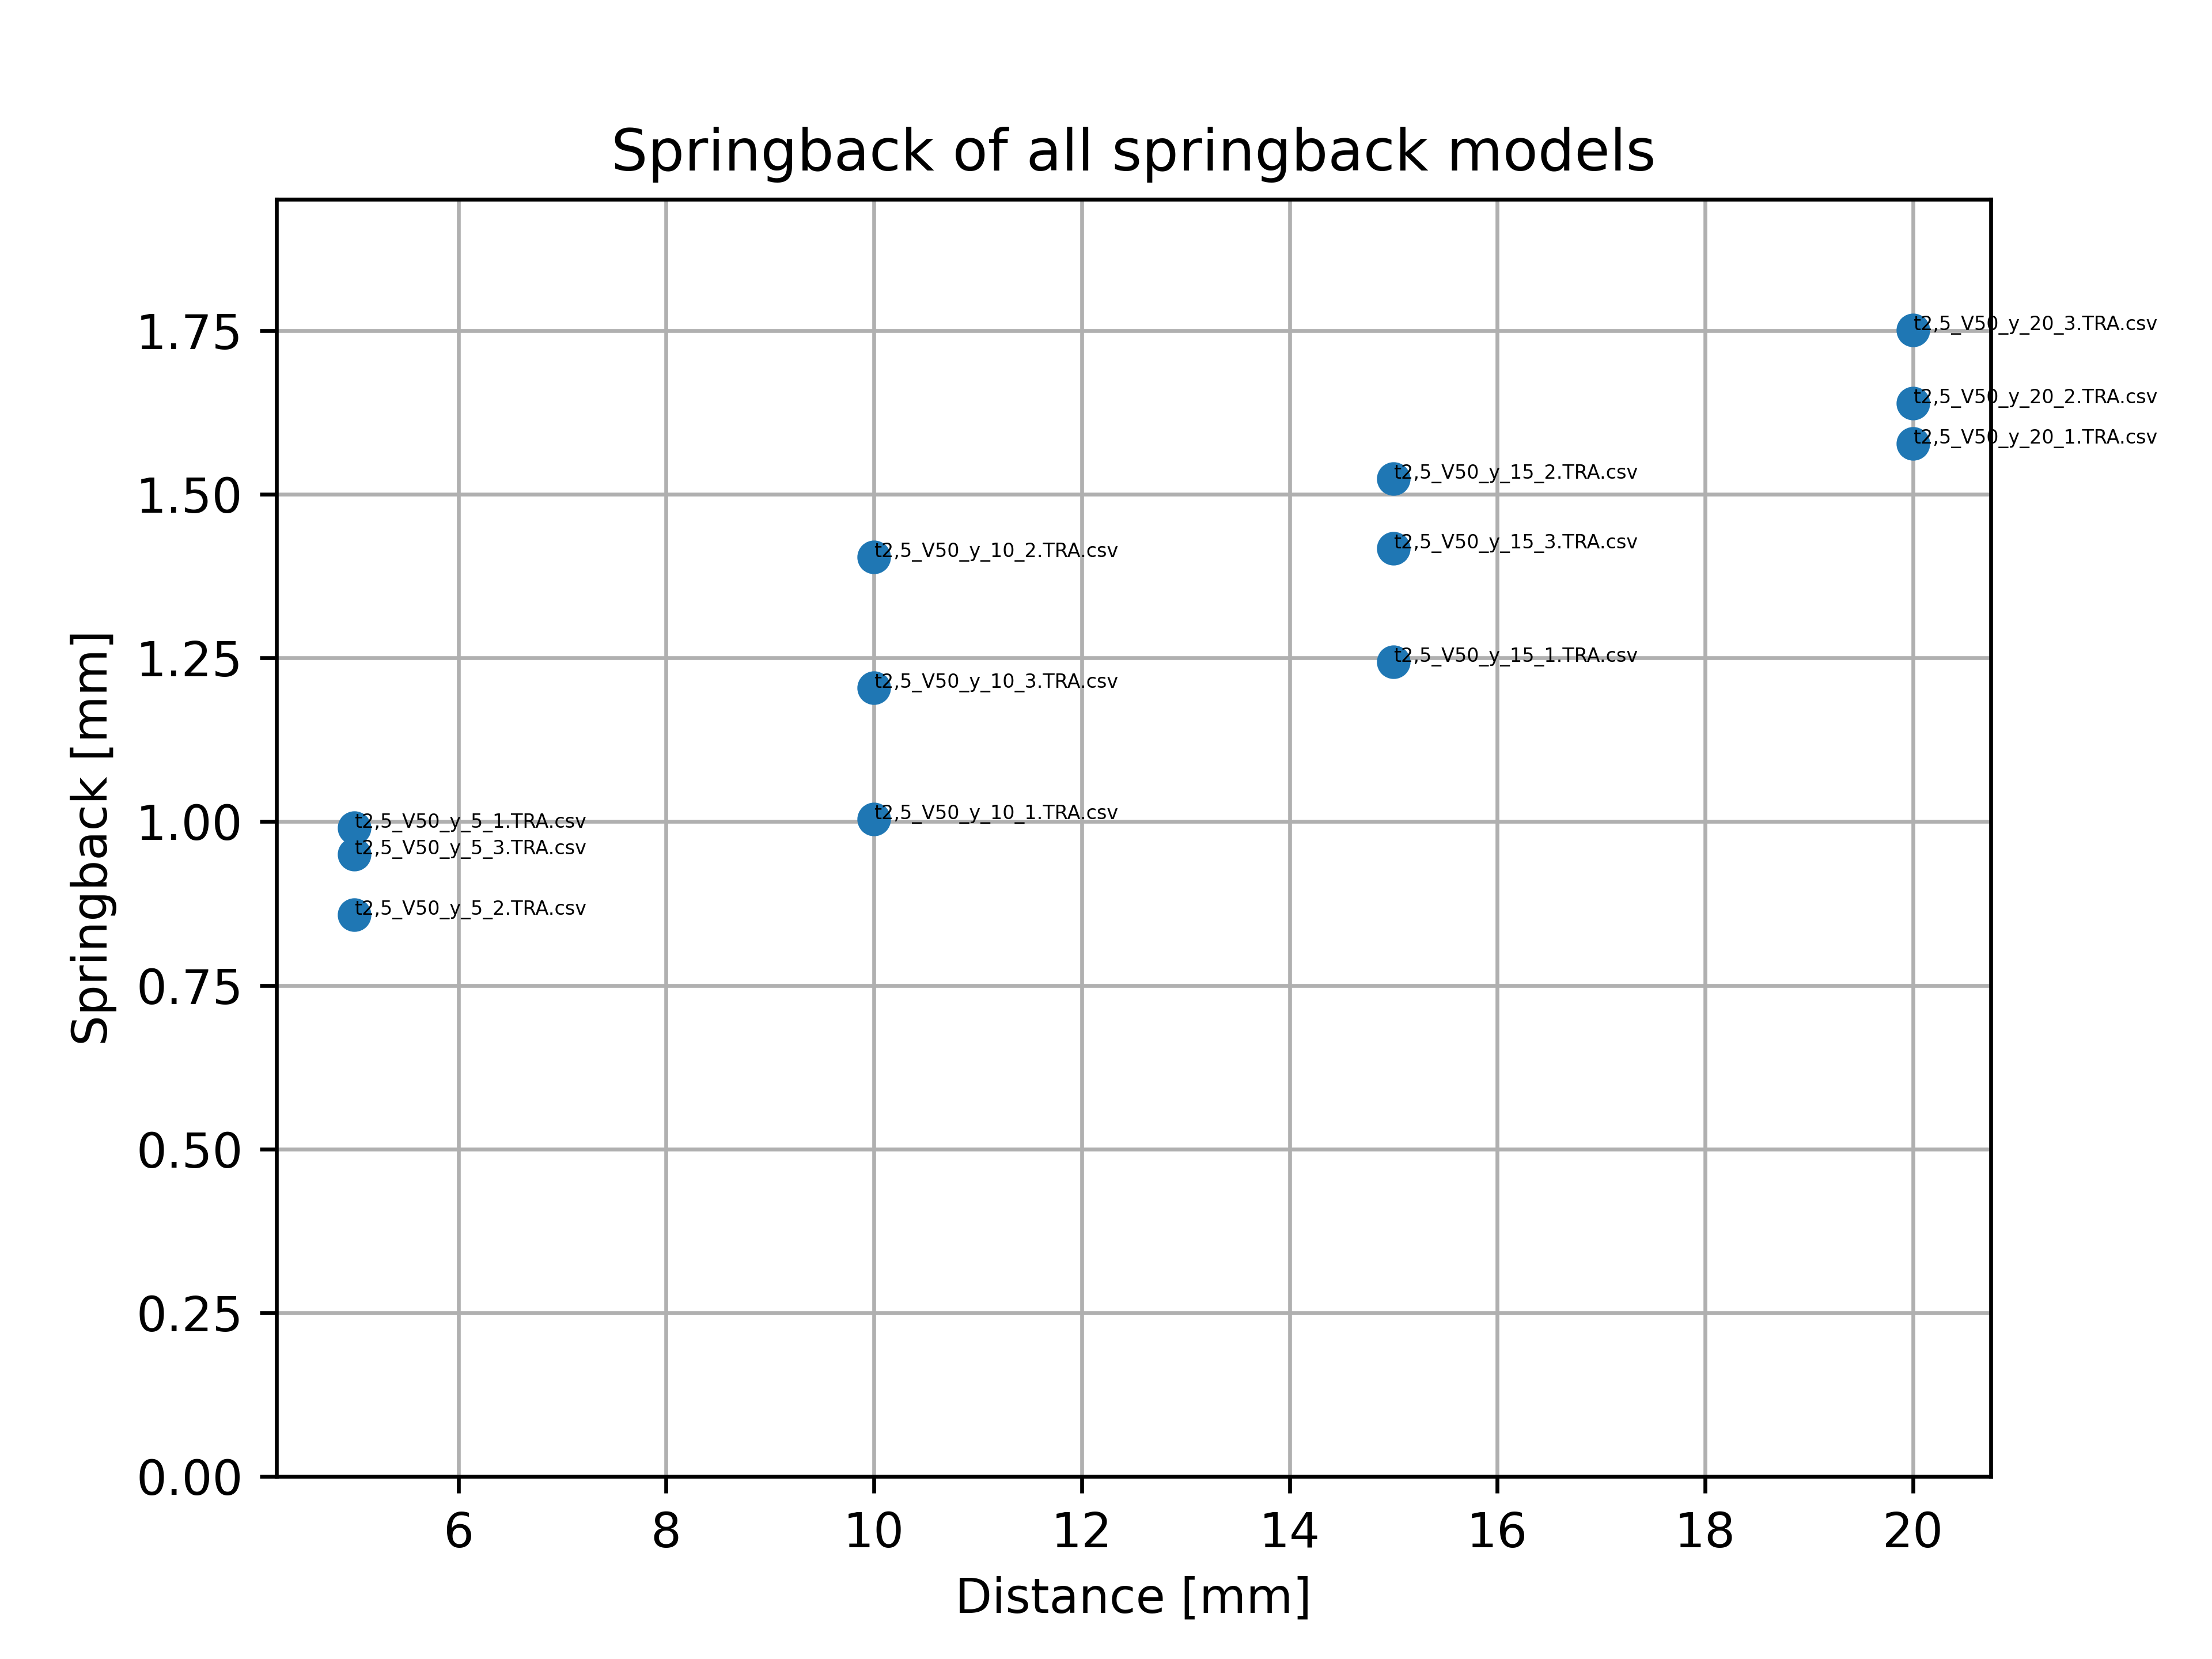 Springback of all springback models
Springback [mm]
1.75
1.50
1.25
1.00
0.75
0.50
0.25
0.00
t2,5_V50_y_20_3.TRA.csv
t2,5_V50_y_20_2.TRA.csv
t2,5_V50_y_20_1.TRA.csv
t2,5_V50_y_15_2.TRA.csv
t2,5_V50_y_15_3.TRA.csv
t2,5_V50_y_10_2.TRA.csv
t2,5_V50_y_15_1.TRA.csv
t2,5_V50_y_10_3.TRA.csv
t2,5_V50_y_10_1.TRA.csv
t2,5_V50_y_5_1.TRA.csv
t2,5_V50_y_5_3.TRA.csv
t2,5_V50_y_5_2.TRA.csv
6 8 10 12 14 16 18 20
Distance [mm]